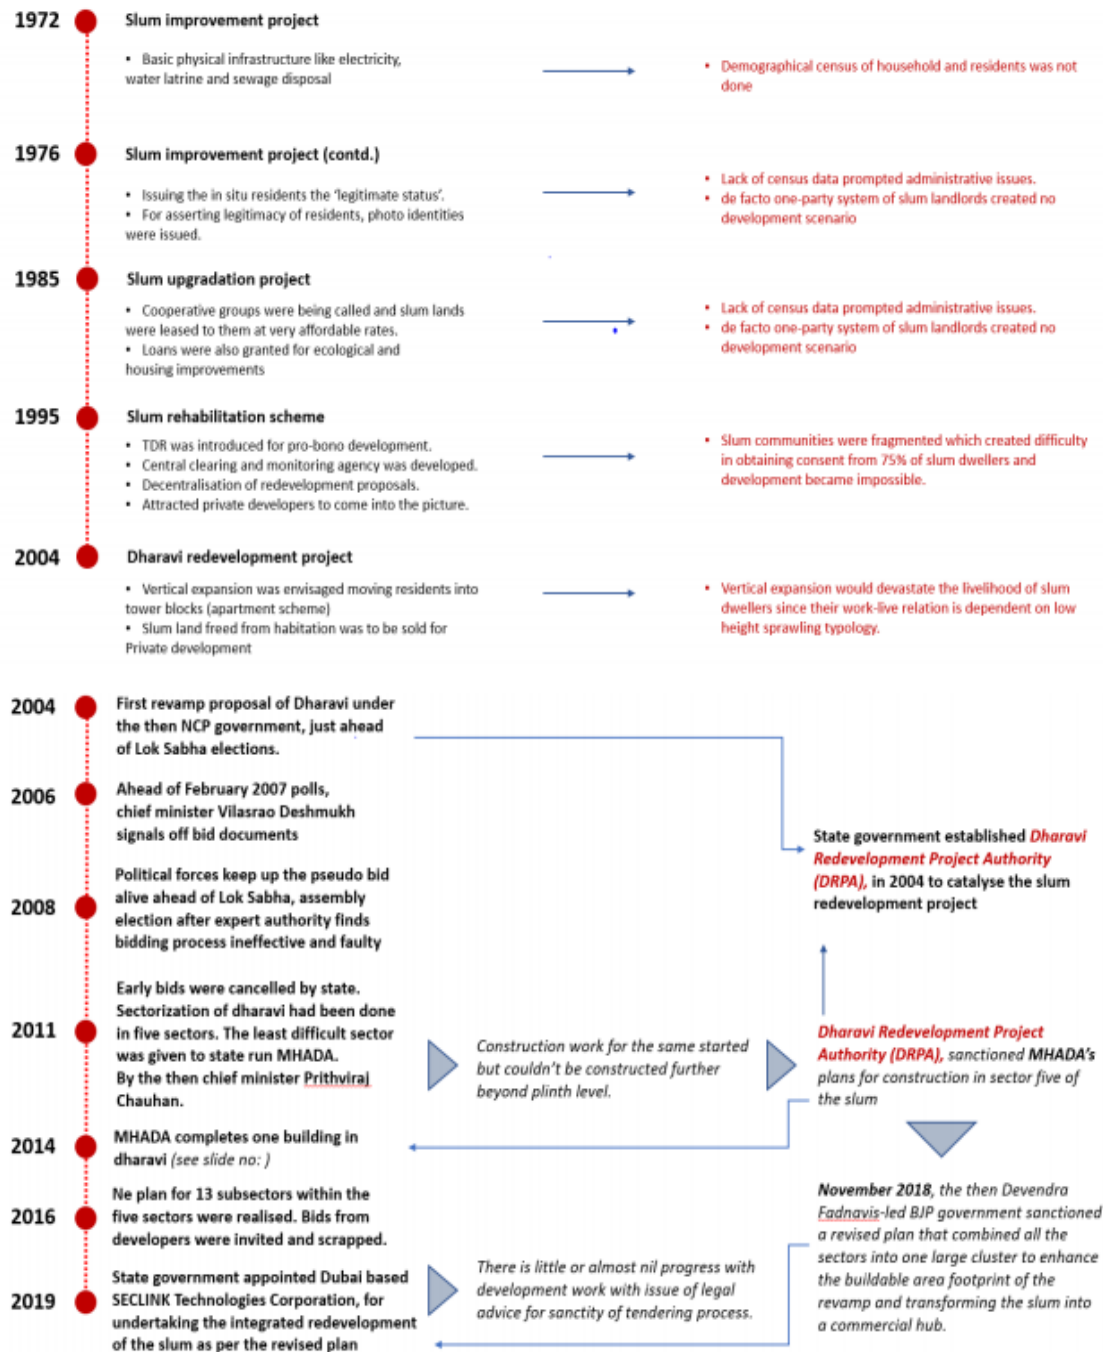 1972
Slum improvement project
• Basic physical infrastructure like electricity,
water latrine and sewage disposal
• Demographical census of household and residents was not
done
1976
Slum improvement project (contd.)
• Issuing the in situ residents the 'legitimate status'.
• For asserting legitimacy of residents, photo identities
were issued.
• Lack of census data prompted administrative issues.
• de facto one-party system of slum landlords created no
development scenario
1985
Slum upgradation project
• Cooperative groups were being called and slum lands
were leased to them at very affordable rates.
• Loans were also granted for ecological and
housing improvements
• Lack of census data prompted administrative issues.
• de facto one-party system of slum landlords created no
development scenario
1995
Slum rehabilitation scheme
• TDR was introduced for pro-bono development.
• Central clearing and monitoring agency was developed.
• Decentralisation of redevelopment proposals.
• Attracted private developers to come into the picture.
• Slum communities were fragmented which created difficulty
in obtaining consent from 75% of slum dwellers and
development became impossible.
2004
Dharavi redevelopment project
• Vertical expansion was envisaged moving residents into
tower blocks (apartment scheme)
• Slum land freed from habitation was to be sold for
Private development
• Vertical expansion would devastate the livelihood of slum
dwellers since their work-live relation is dependent on low
height sprawling typology.
2004
First revamp proposal of Dharavi under
the then NCP government, just ahead
of Lok Sabha elections.
2006
Ahead of February 2007 polls,
chief minister Vilasrao Deshmukh
signals off bid documents
State government established Dharavi
Redevelopment Project Authority
(DRPA), in 2004 to catalyse the slum
redevelopment project
2008
Political forces keep up the pseudo bid
alive ahead of Lok Sabha, assembly
election after expert authority finds
bidding process ineffective and faulty
2011
Early bids were cancelled by state.
Sectorization of dharavi had been done
in five sectors. The least difficult sector
was given to state run MHADA.
By the then chief minister Prithviraj
Chauhan.
Construction work for the same started
but couldn't be constructed further
beyond plinth level.
Dharavi Redevelopment Project
Authority (DRPA), sanctioned MHADA's
plans for construction in sector five of
the slum
2014
MHADA completes one building in
dharavi (see slide no: )
2016
Ne plan for 13 subsectors within the
five sectors were realised. Bids from
developers were invited and scrapped.
November 2018, the then Devendra
Fadnavis-led BJP government sanctioned
a revised plan that combined all the
sectors into one large cluster to enhance
the buildable area footprint of the
revamp and transforming the slum into
a commercial hub.
2019
State government appointed Dubai based
SECLINK Technologies Corporation, for
undertaking the integrated redevelopment
of the slum as per the revised plan
There is little or almost nil progress with
development work with issue of legal
advice for sanctity of tendering process.